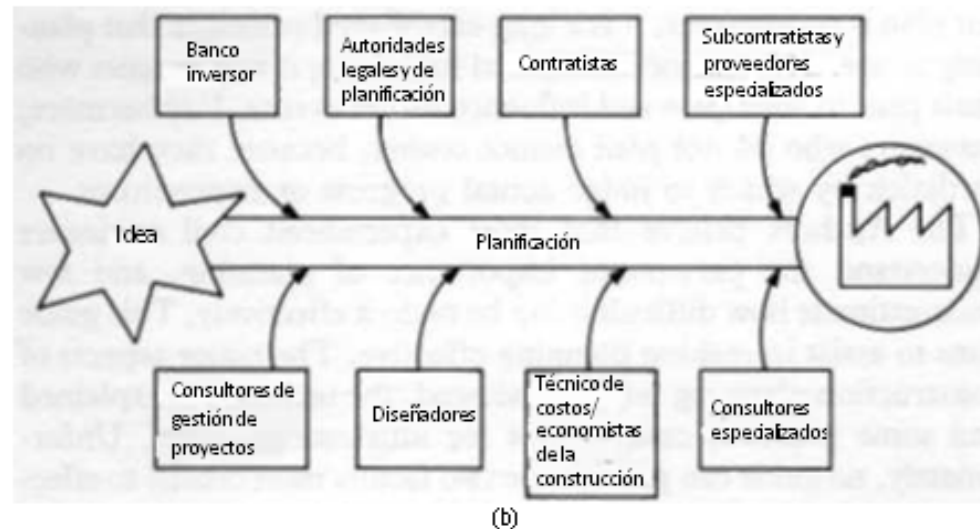 Banco
inversor
Autoridades
legales y de
planificación
Contratistas
Subcontratistas y
proveedores
especializados
Idea
Planificación
Consultores de
gestión de
proyectos
Diseñadores
Técnico de
costos/
economistas
de la
construcción
Consultores
especializados
(b)